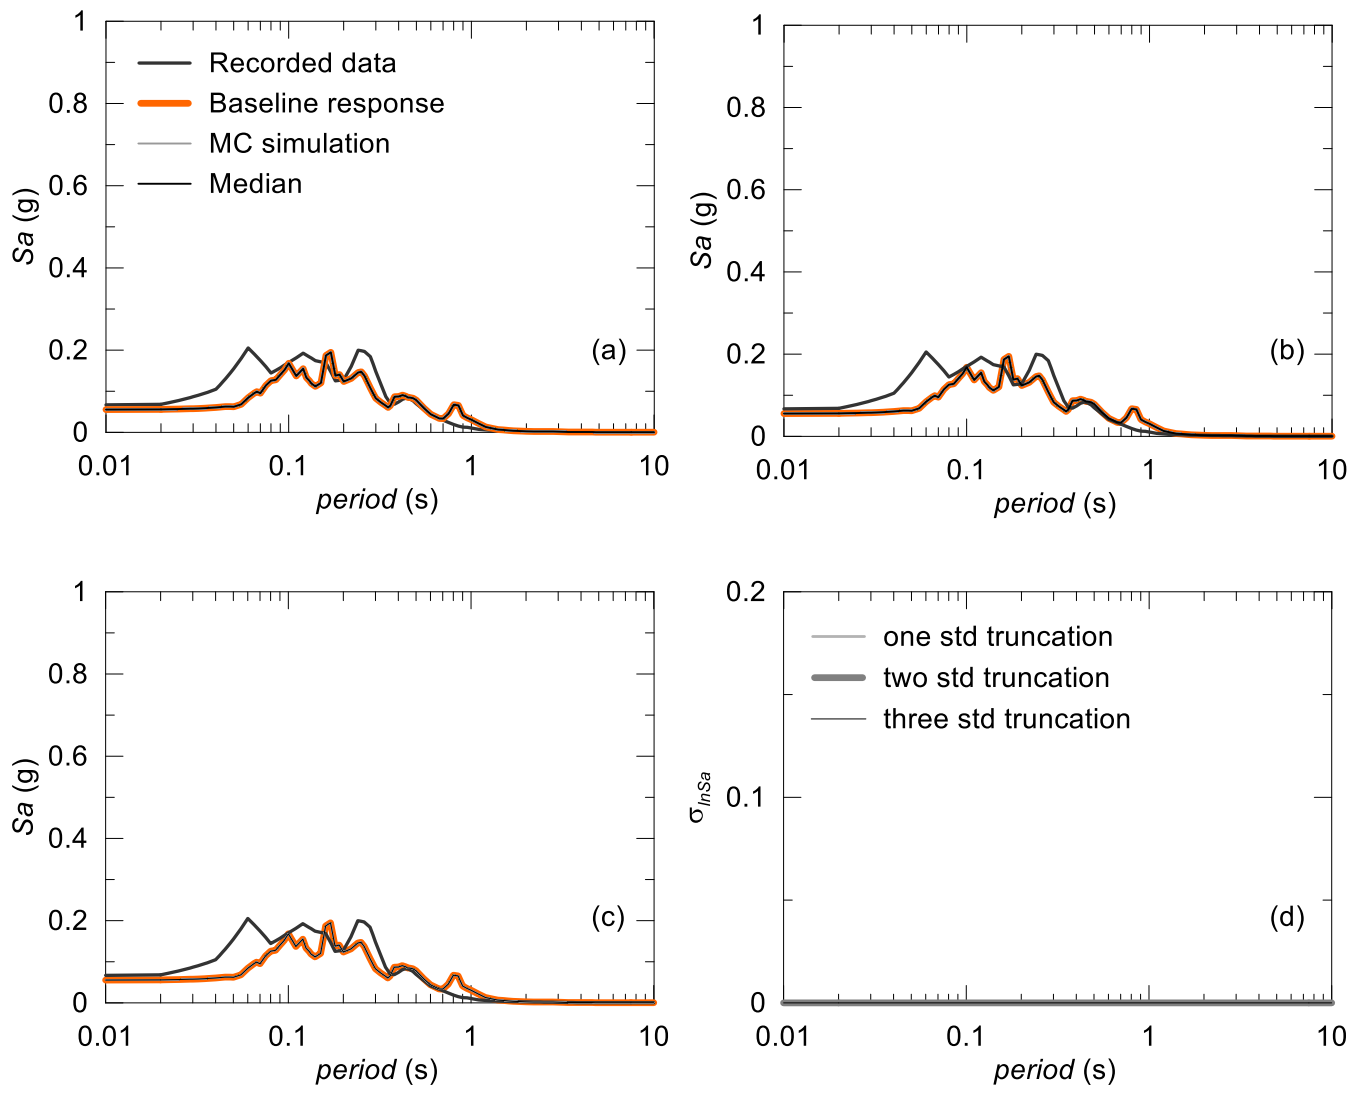 1
0.8
0.6
0.4
0.2
0
Sa (g)
Recorded data
Baseline response
MC simulation
Median
(a)
0.01 0.1 1 10
period (s)
1
0.8
0.6
0.4
0.2
0
Sa (g)
(b)
0.01 0.1 1 10
period (s)
1
0.8
0.6
0.4
0.2
0
Sa (g)
(c)
0.01 0.1 1 10
period (s)
0.2
0.1
0
σlnSa
one std truncation
two std truncation
three std truncation
(d)
0.01 0.1 1 10
period (s)